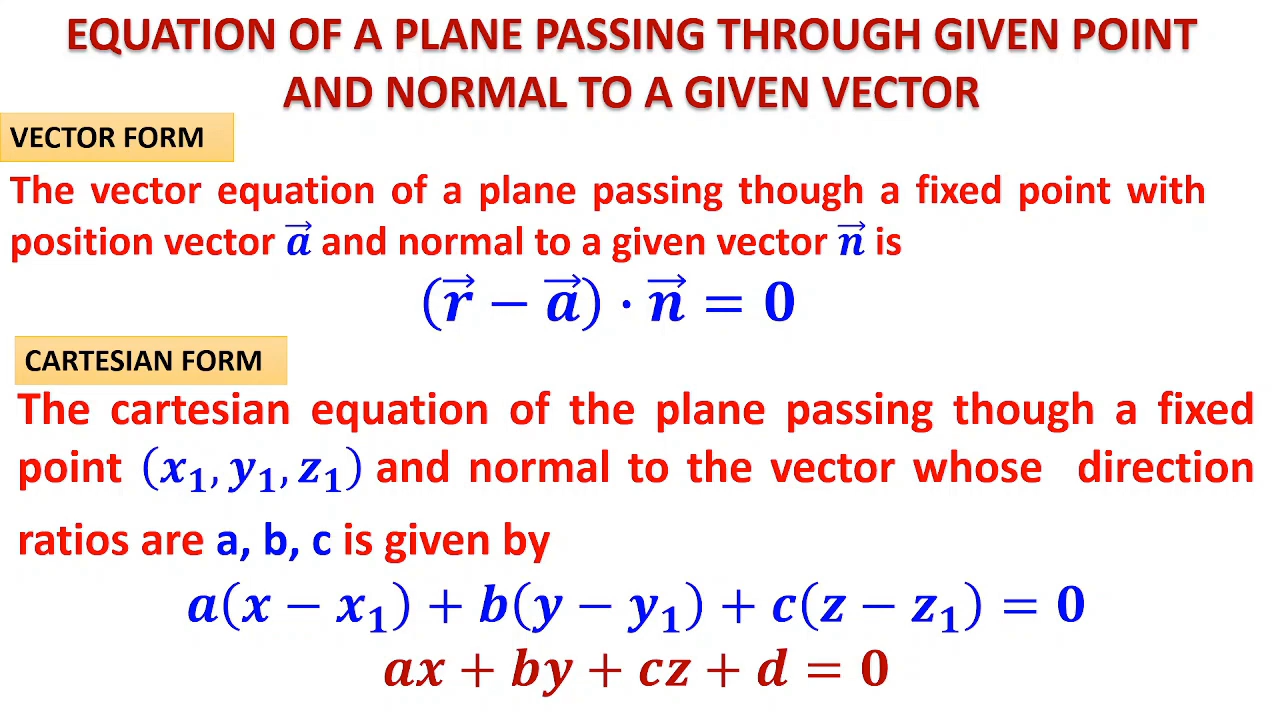 EQUATION OF A PLANE PASSING THROUGH GIVEN POINT
AND NORMAL TO A GIVEN VECTOR
VECTOR FORM
The vector equation of a plane passing though a fixed point with
position vector a⃗ and normal to a given vector n⃗ is
(r⃗ − a⃗) · n⃗ = 0
CARTESIAN FORM
The cartesian equation of the plane passing though a fixed
point (x₁, y₁, z₁) and normal to the vector whose direction
ratios are a, b, c is given by
a(x − x₁) + b(y − y₁) + c(z − z₁) = 0
ax + by + cz + d = 0